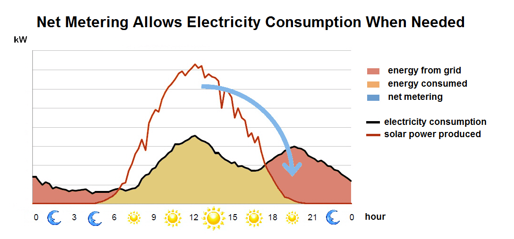 Net Metering Allows Electricity Consumption When Needed
kW
energy from grid
energy consumed
net metering
electricity consumption
solar power produced
0 3 6 9 12 15 18 21 0 hour